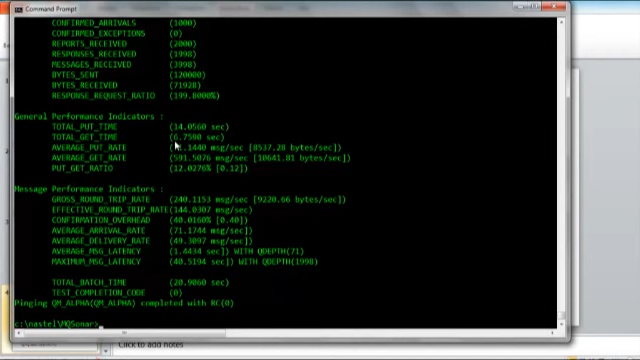 Command Prompt
CONFIRMED_ARRIVALS (1000)
CONFIRMED_EXCEPTIONS (0)
REPORTS_RECEIVED (2000)
RESPONSES_RECEIVED (1998)
MESSAGES_RECEIVED (3998)
BYTES_SENT (120000)
BYTES_RECEIVED (71928)
RESPONSE_REQUEST_RATIO (199.8000%)
General Performance Indicators :
TOTAL_PUT_TIME (14.0560 sec)
TOTAL_GET_TIME (6.7590 sec)
AVERAGE_PUT_RATE 1440 msg/sec [8537.28 bytes/sec])
AVERAGE_GET_RATE (591.5076 msg/sec [10641.81 bytes/sec])
PUT_GET_RATIO (12.0276% [0.12])
Message Performance Indicators :
GROSS_ROUND_TRIP_RATE (240.1153 msg/sec [9220.66 bytes/sec])
EFFECTIVE_ROUND_TRIP_RATE(144.0307 msg/sec)
CONFIRMATION_OVERHEAD (40.0160% [0.40])
AVERAGE_ARRIVAL_RATE (71.1744 msg/sec)
AVERAGE_DELIVERY_RATE (49.3097 msg/sec)
AVERAGE_MSG_LATENCY (1.4434 sec]) WITH QDEPTH(71)
MAXIMUM_MSG_LATENCY (40.5194 sec]) WITH QDEPTH(1998)
TOTAL_BATCH_TIME (20.9060 sec)
TEST_COMPLETION_CODE (0)
Pinging QM_ALPHA(QM_ALPHA) completed with RC(0)
c:\nastel\MQSonar>_
Click to add notes